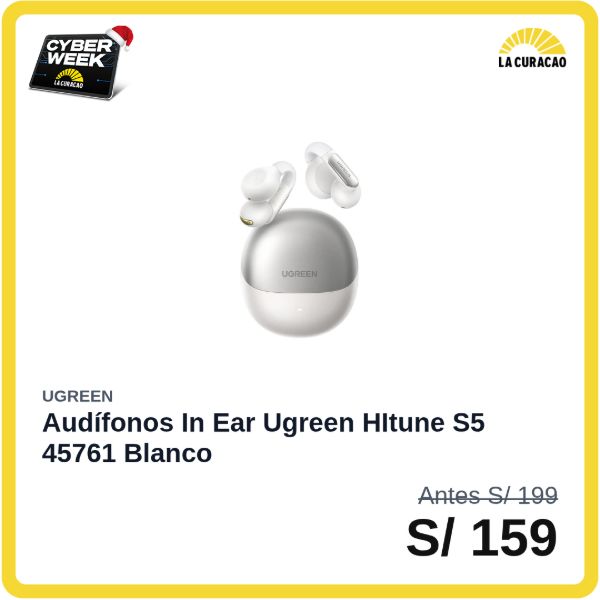 CYBER
WEEK
LA CURACAO
LA CURACAO
UGREEN
UGREEN
Audífonos In Ear Ugreen HItune S5
45761 Blanco
Antes S/ 199
S/ 159